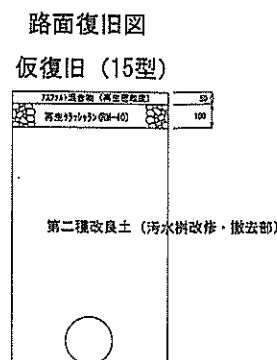 路面復旧図
仮復旧（15型）
アスファルト混合物（再生密粒度） 50
再生クラッシャラン(RM-40) 100
第二種改良土（汚水桝改修・撤去部）